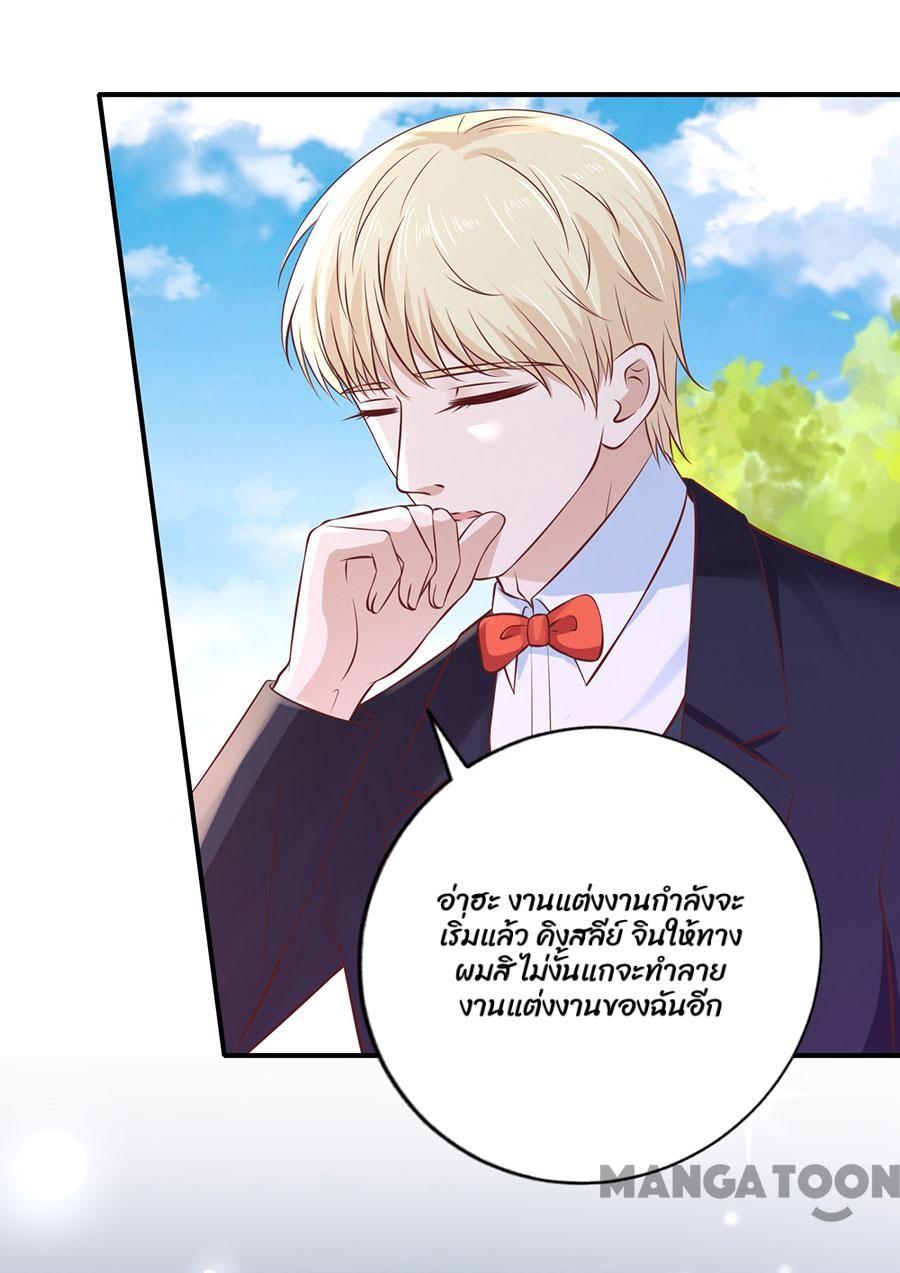 อ่าฮะ งานแต่งงานกำลังจะ
เริ่มแล้ว คิงสลีย์ จินให้ทาง
ผมสิ ไม่งั้นแกจะทำลาย
งานแต่งงานของฉันอีก
MANGATOON